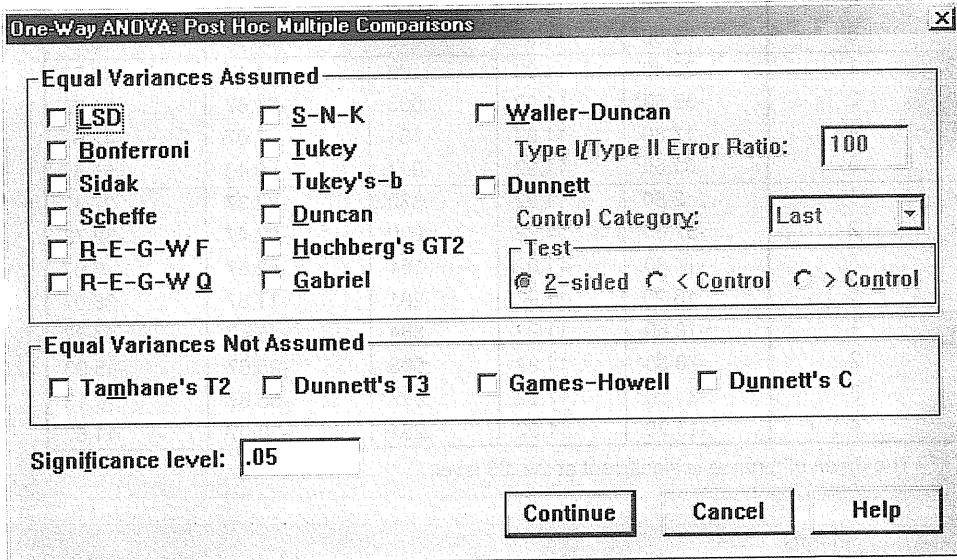 One-Way ANOVA: Post Hoc Multiple Comparisons
Equal Variances Assumed
LSD
Bonferroni
Sidak
Scheffe
R-E-G-W F
R-E-G-W Q
S-N-K
Tukey
Tukey's-b
Duncan
Hochberg's GT2
Gabriel
Waller-Duncan
Type I/Type II Error Ratio: 100
Dunnett
Control Category: Last
Test
2-sided < Control > Control
Equal Variances Not Assumed
Tamhane's T2 Dunnett's T3 Games-Howell Dunnett's C
Significance level: .05
Continue Cancel Help